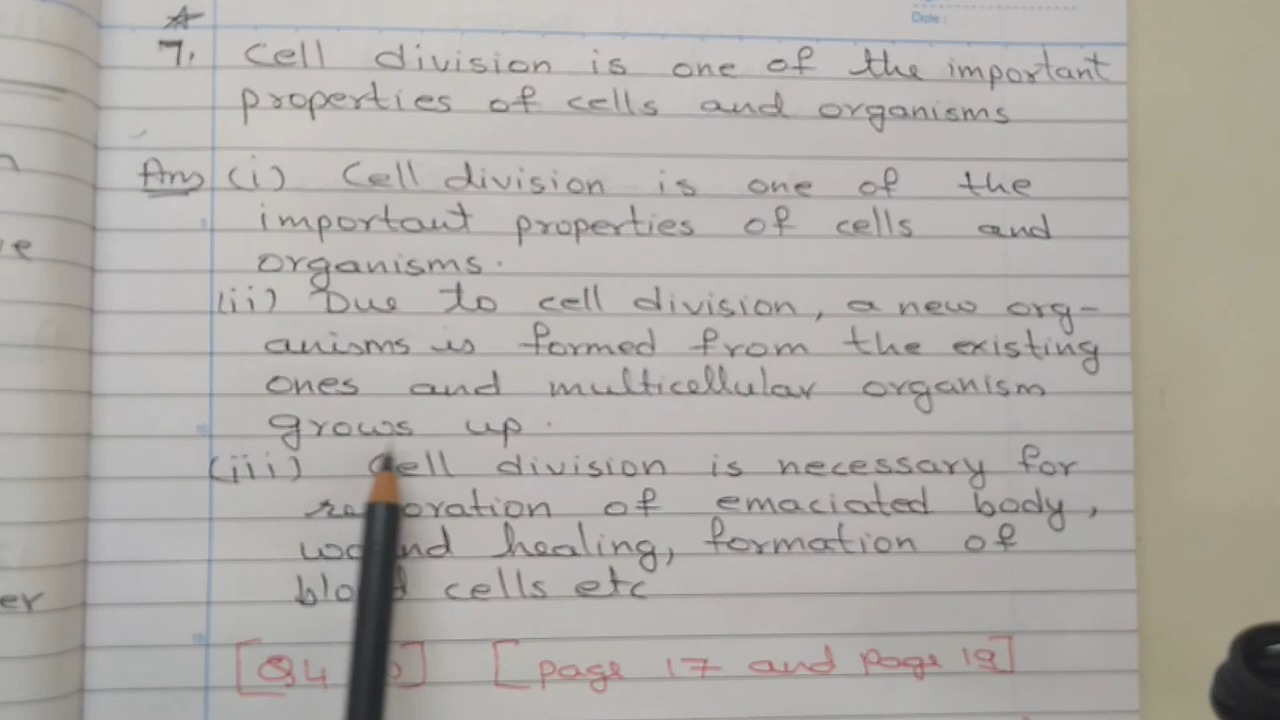 Date :
7. Cell division is one of the important
properties of cells and organisms
Ans (i) Cell division is one of the
important properties of cells and
organisms.
(ii) Due to cell division, a new org-
anisms is formed from the existing
ones and multicellular organism
grows up.
(iii) Cell division is necessary for
of emaciated body,
healing, formation of
cells etc
[Q4 ] [page 17 and page 19]
er